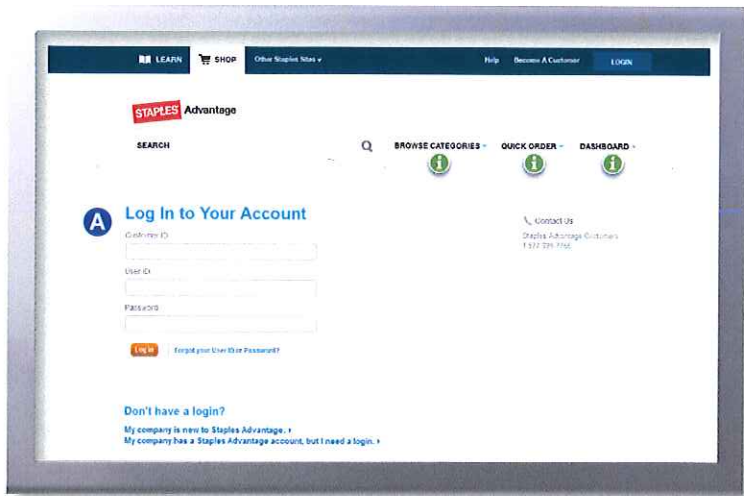 LEARN SHOP Other Staples Sites Help Become A Customer LOGIN
STAPLES Advantage
SEARCH BROWSE CATEGORIES QUICK ORDER DASHBOARD
i i i
A Log In to Your Account
Contact Us
Customer ID
Staples Advantage Customers
User ID
Password
Log in Forgot your User ID or Password?
Don't have a login?
My company is new to Staples Advantage.
My company has a Staples Advantage account, but I need a login.